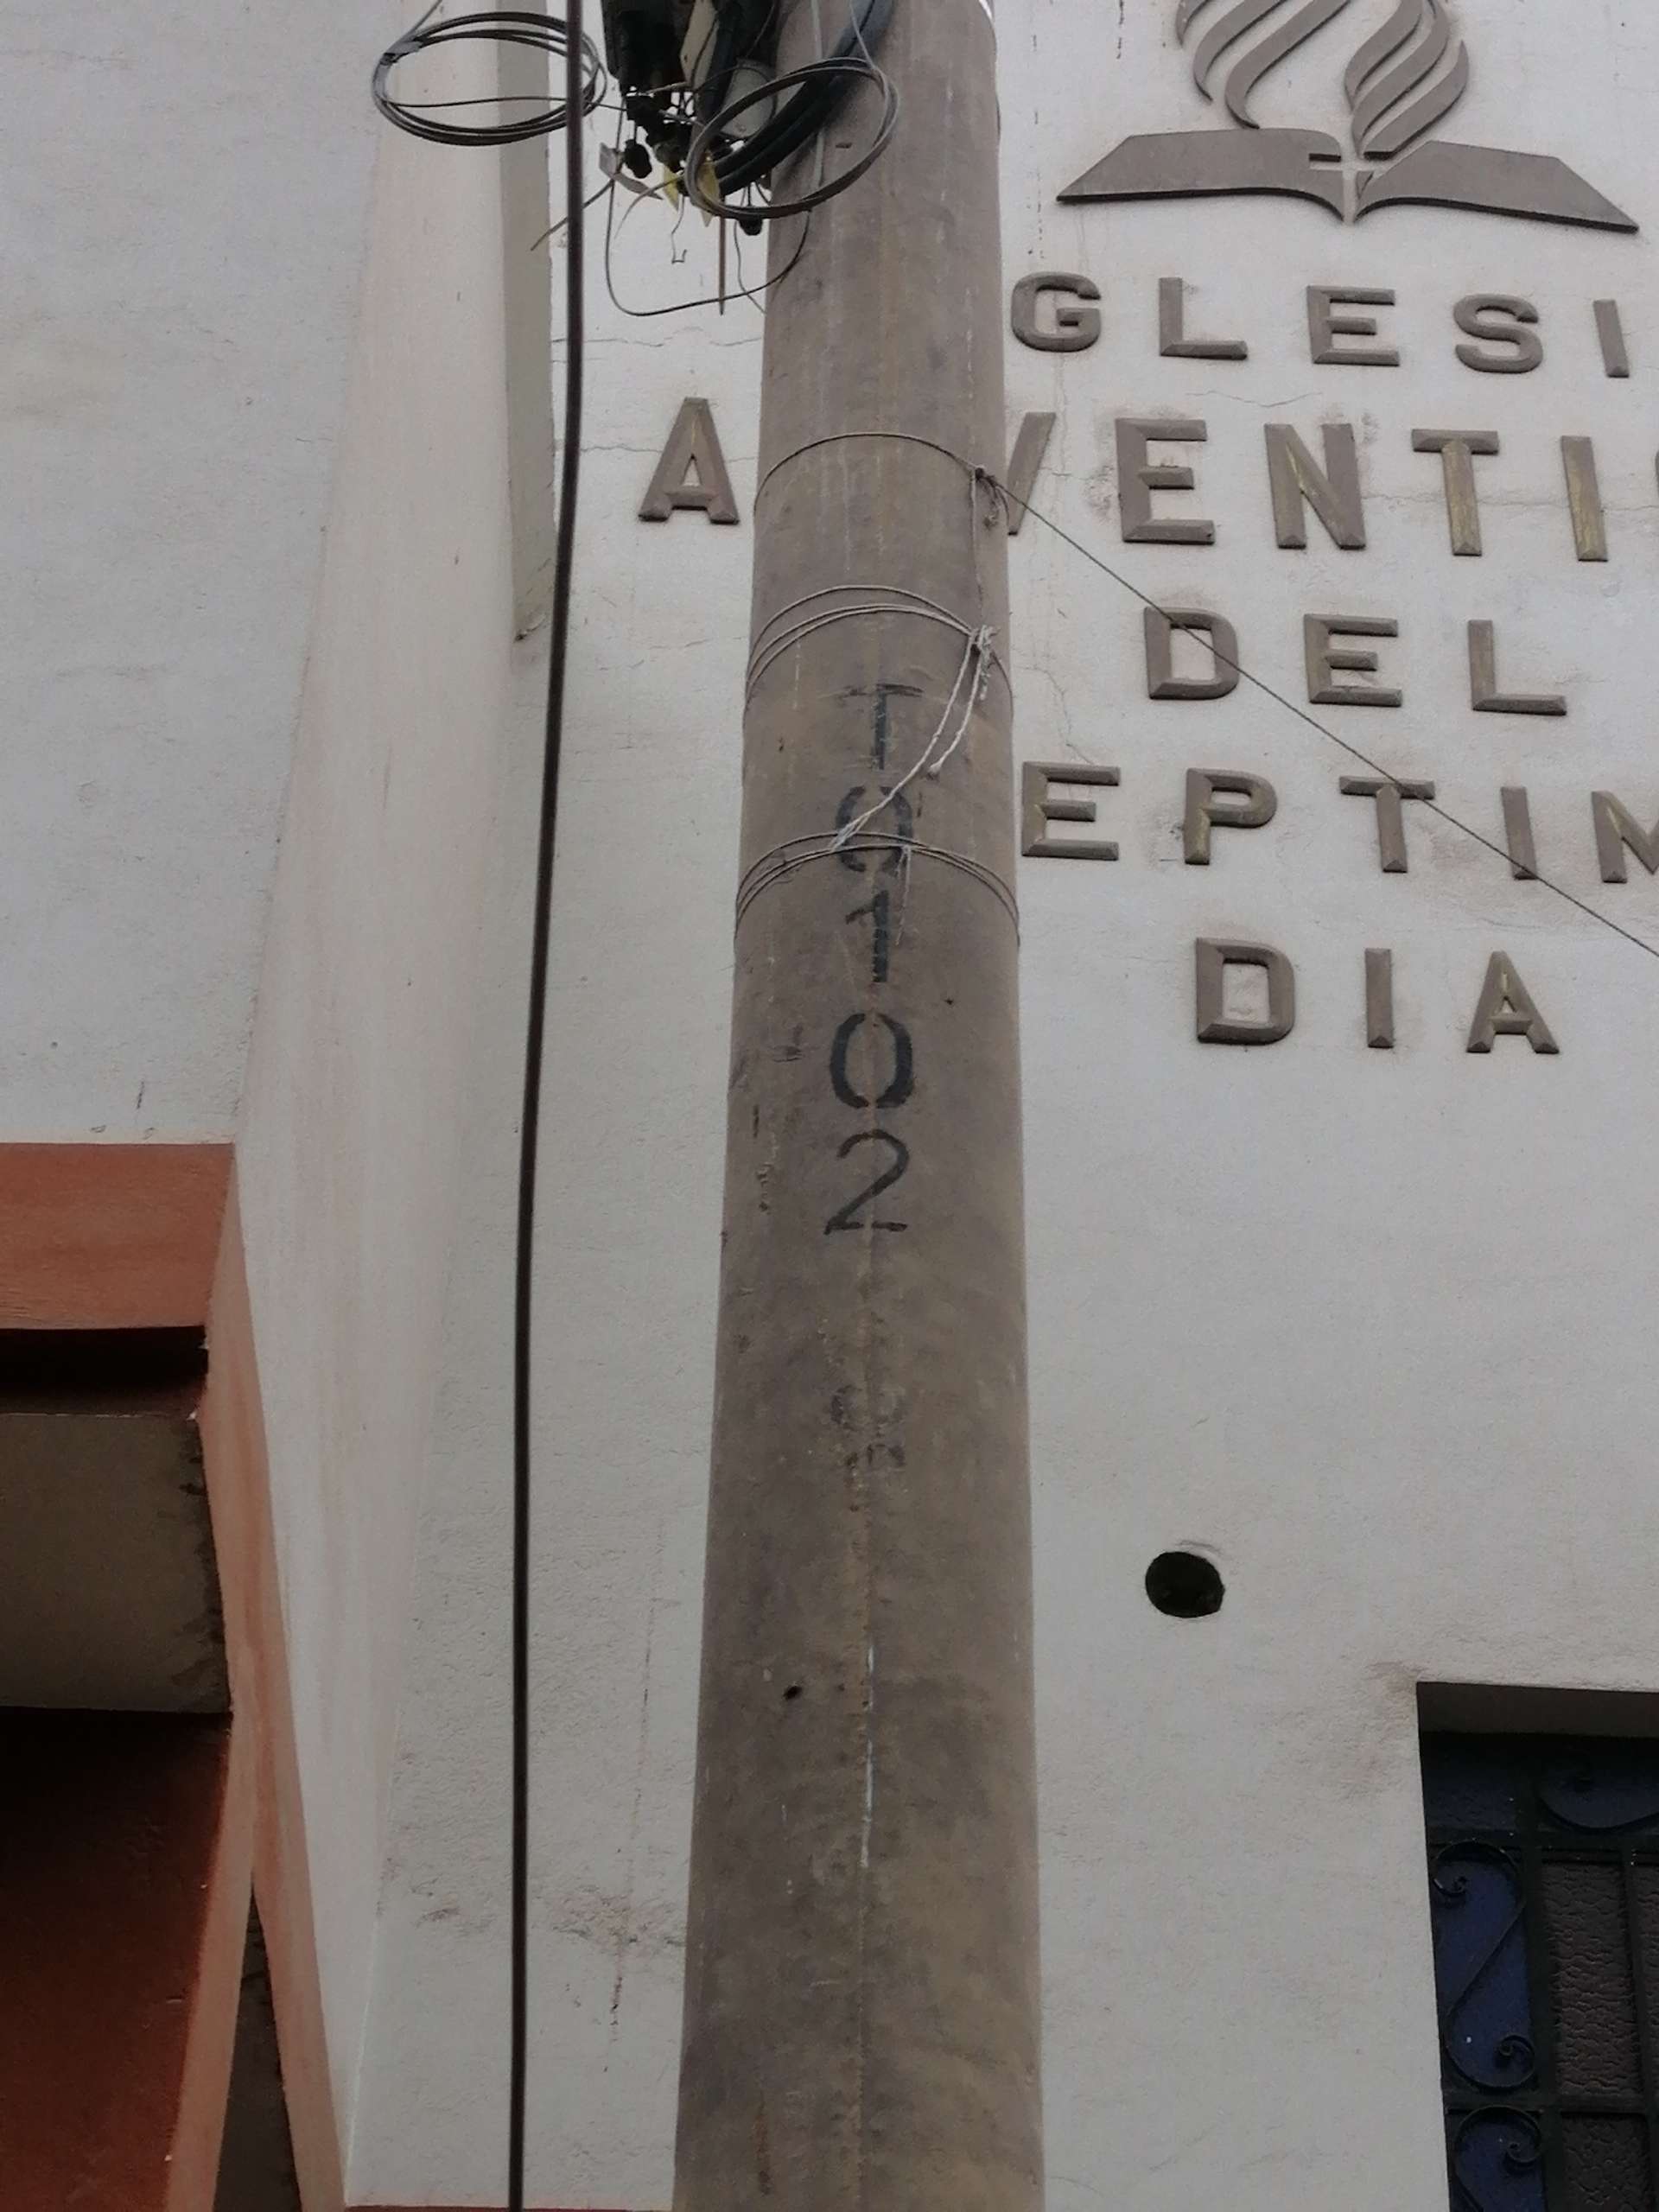 GLESI
A VENTI
DEL
EPTIM
DIA
T0102